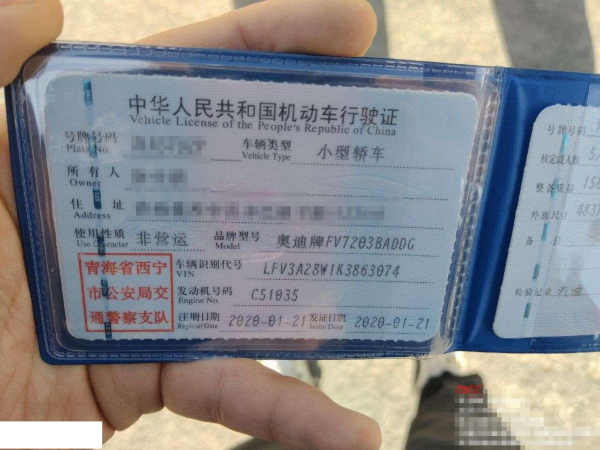 中华人民共和国机动车行驶证
Vehicle License of the People's Republic of China
号牌号码
Plate No.
车辆类型 小型轿车
Vehicle Type
所有人
Owner
住址
Address
使用性质 非营运 品牌型号 奥迪牌FV7203BADDG
Use Character Model
青海省西宁
市公安局交
通警察支队
车辆识别代号 LFV3A28W1K3863074
VIN
发动机号码 C51035
Engine No.
注册日期 2020-01-21 发证日期 2020-01-21
Register Date Issue Date
号牌号码
核定载人数 5
整备质量 158
外廓尺寸 4831
备
检验记录 汽油